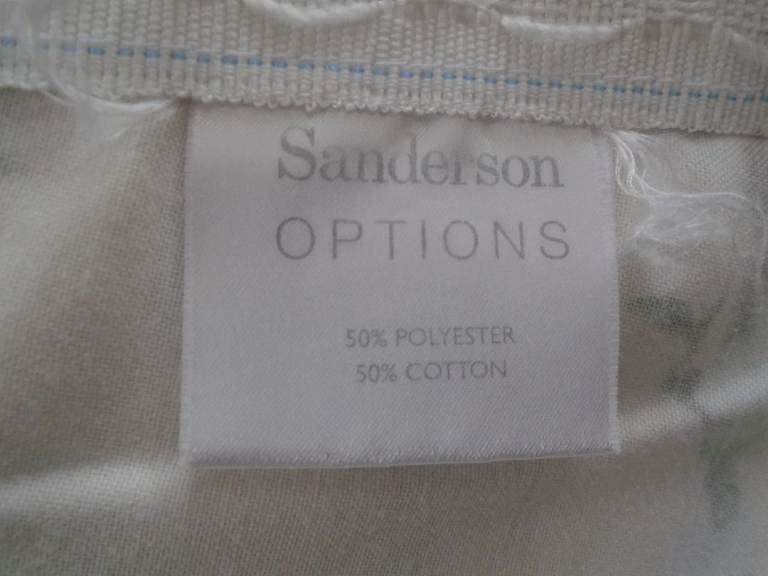 Sanderson
OPTIONS
50% POLYESTER
50% COTTON